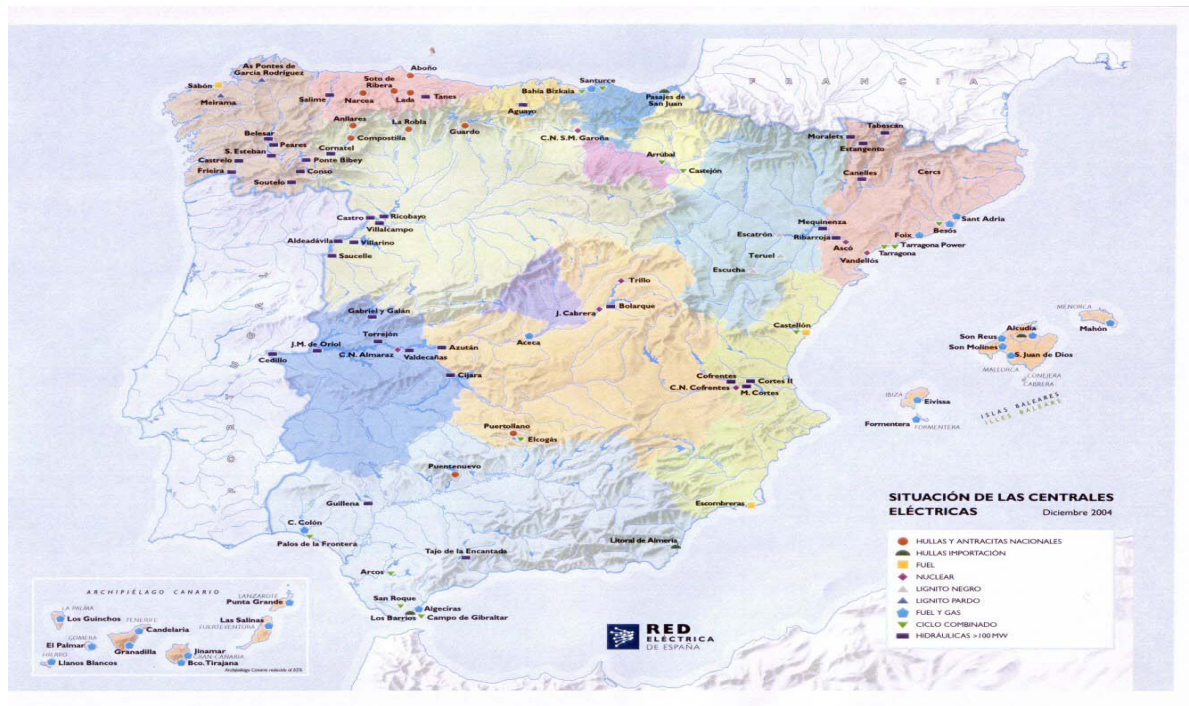 FRANCIA
As Pontes de
García Rodríguez
Sabón
Meirama
Aboño
Soto de
Ribera
Salime
Narcea
Lada
Tanes
Bahía Bizkaia
Santurce
Aguayo
Pasajes de
San Juan
Anllares
La Robla
Guardo
C.N. S.M. Garoña
Compostilla
Cornatel
Belesar
Peares
S. Esteban
Castrelo
Ponte Bibey
Frieira
Conso
Soutelo
Arrúbal
Castejón
Moralets
Tabescán
Estangento
Canelles
Cercs
Castro
Ricobayo
Villalcampo
Aldeadávila
Villarino
Saucelle
Mequinenza
Escatrón
Ribarroja
Ascó
Teruel
Vandellós
Escucha
Foix
Besós
Sant Adriá
Tarragona Power
Tarragona
Trillo
J. Cabrera
Bolarque
Gabriel y Galán
Torrejón
J.M. de Oriol
Cedillo
C.N. Almaraz
Valdecañas
Azután
Cijara
Aceca
Castellón
Cofrentes
Cortes II
C.N. Cofrentes
M. Cortes
MENORCA
Mahón
Alcudia
Son Reus
Son Molines
S. Juan de Dios
MALLORCA
CONEJERA
CABRERA
IBIZA
Eivissa
Formentera
FORMENTERA
ISLAS BALEARES
ILLES BALEARS
Puertollano
Elcogás
Puentenuevo
Guillena
C. Colón
Palos de la Frontera
Escombreras
Litoral de Almería
Tajo de la Encantada
Arcos
San Roque
Algeciras
Los Barrios
Campo de Gibraltar
ARCHIPIÉLAGO CANARIO
LA PALMA
Los Guinchos
TENERIFE
Candelaria
GOMERA
El Palmar
Granadilla
HIERRO
Llanos Blancos
LANZAROTE
Punta Grande
Las Salinas
FUERTEVENTURA
Jinamar
GRAN CANARIA
Bco. Tirajana
RED
ELÉCTRICA
DE ESPAÑA
SITUACIÓN DE LAS CENTRALES
ELÉCTRICAS Diciembre 2004
HULLAS Y ANTRACITAS NACIONALES
HULLAS IMPORTACIÓN
FUEL
NUCLEAR
LIGNITO NEGRO
LIGNITO PARDO
FUEL Y GAS
CICLO COMBINADO
HIDRÁULICAS >100 MW